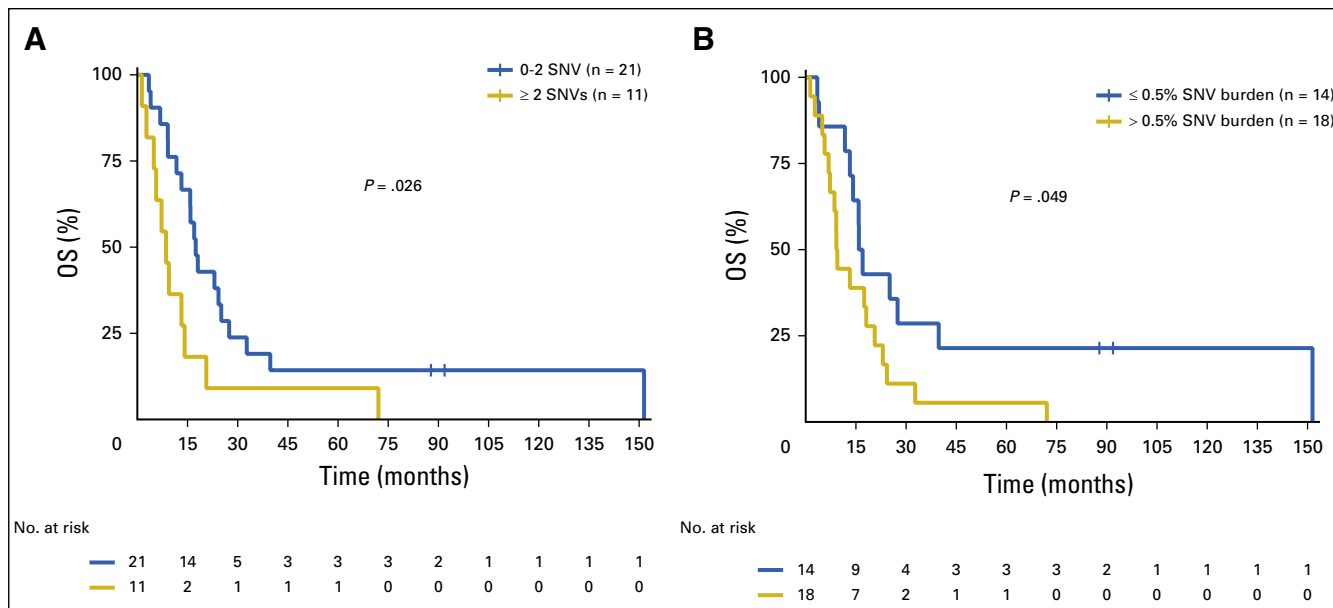 A
0-2 SNV (n = 21)
≥ 2 SNVs (n = 11)
100
75
50
25
OS (%)
P = .026
0 15 30 45 60 75 90 105 120 135 150
Time (months)
No. at risk
21 14 5 3 3 3 2 1 1 1 1
11 2 1 1 1 0 0 0 0 0 0
B
≤ 0.5% SNV burden (n = 14)
> 0.5% SNV burden (n = 18)
100
75
50
25
OS (%)
P = .049
0 15 30 45 60 75 90 105 120 135 150
Time (months)
No. at risk
14 9 4 3 3 3 2 1 1 1 1
18 7 2 1 1 0 0 0 0 0 0